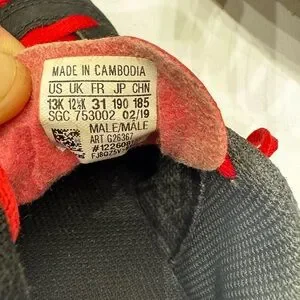 MADE IN CAMBODIA
US UK FR JP CHN
13K 12½K 31 190 185
SGC 753002 02/19
MALE/MÂLE
ART G26367